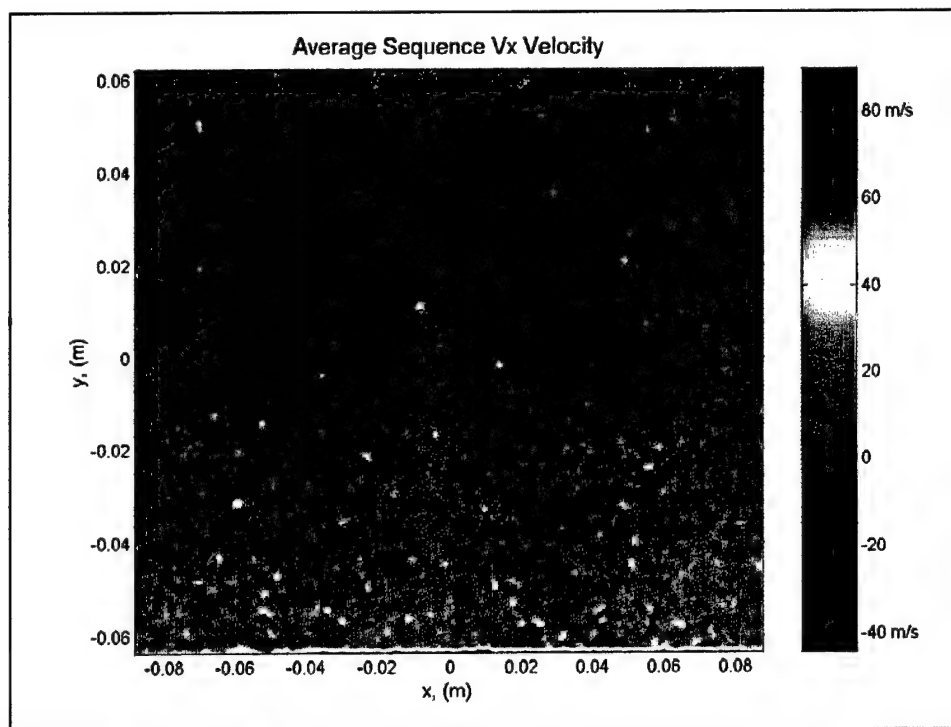 Average Sequence Vx Velocity
0.06
0.04
0.02
0
-0.02
-0.04
-0.06
y, (m)
-0.08 -0.06 -0.04 -0.02 0 0.02 0.04 0.06 0.08
x, (m)
80 m/s
60
40
20
0
-20
-40 m/s